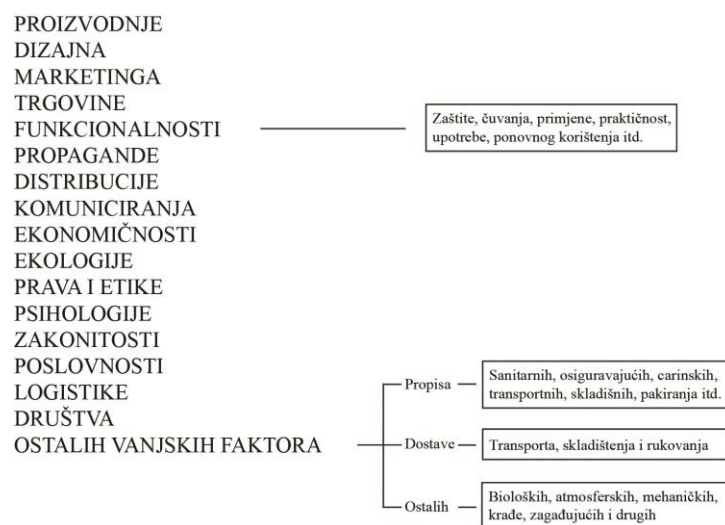 PROIZVODNJE
DIZAJNA
MARKETINGA
TRGOVINE
FUNKCIONALNOSTI
Zaštite, čuvanja, primjene, praktičnost,
upotrebe, ponovnog korištenja itd.
PROPAGANDE
DISTRIBUCIJE
KOMUNICIRANJA
EKONOMIČNOSTI
EKOLOGIJE
PRAVA I ETIKE
PSIHOLOGIJE
ZAKONITOSTI
POSLOVNOSTI
LOGISTIKE
DRUŠTVA
OSTALIH VANJSKIH FAKTORA
Propisa
Sanitarnih, osiguravajućih, carinskih,
transportnih, skladišnih, pakiranja itd.
Dostave
Transporta, skladištenja i rukovanja
Ostalih
Bioloških, atmosferskih, mehaničkih,
krađe, zagađujućih i drugih